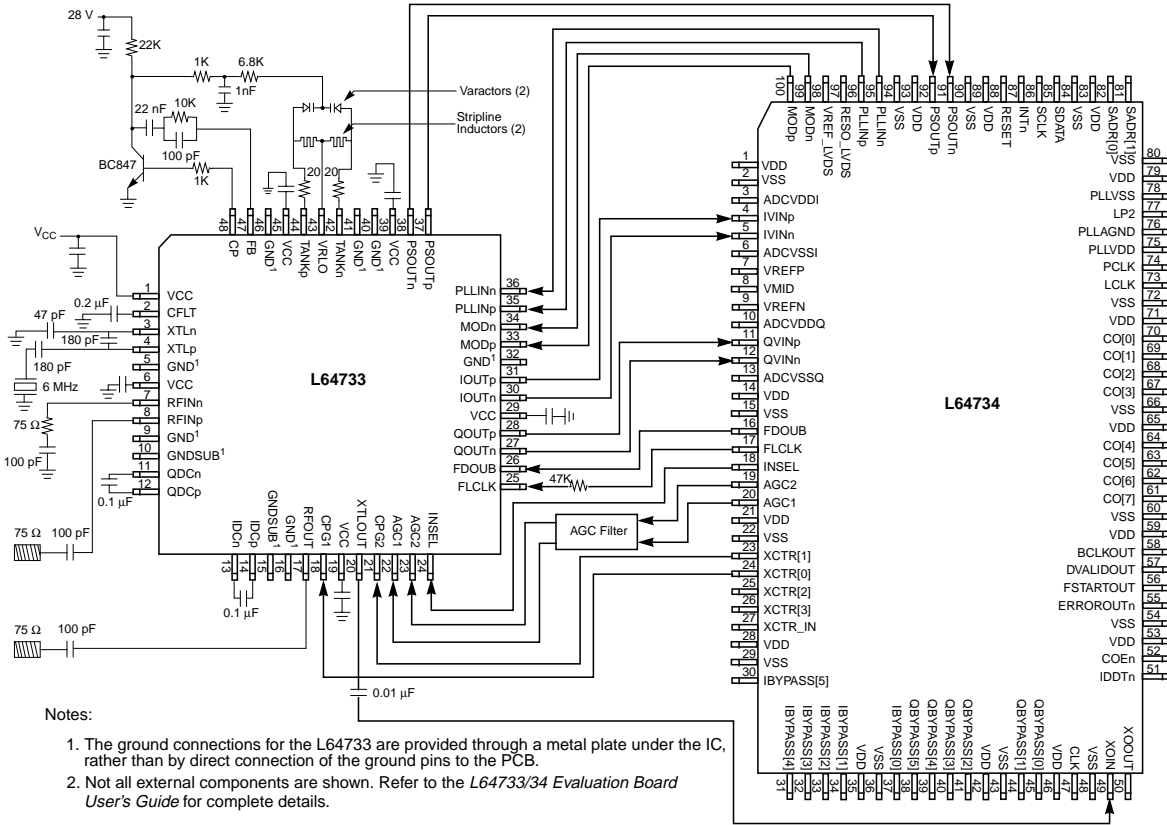 28 V
22K
1K
6.8K
1nF
22 nF
10K
100 pF
BC847
1K
Varactors (2)
Stripline
Inductors (2)
20
20
48
47
46
45
44
43
42
41
40
39
38
37
CP
FB
GND1
VCC
TANKp
VRLO
TANKn
GND1
GND1
VCC
PSOUTn
PSOUTp
VCC
0.2 µF
47 pF
180 pF
180 pF
6 MHz
75 Ω
100 pF
0.1 µF
75 Ω
100 pF
75 Ω
100 pF
0.1 µF
0.01 µF
1 VCC
2 CFLT
3 XTLn
4 XTLp
5 GND1
6 VCC
7 RFINn
8 RFINp
9 GND1
10 GNDSUB1
11 QDCn
12 QDCp
L64733
PLLINn 36
PLLINp 35
MODn 34
MODp 33
GND1 32
IOUTp 31
IOUTn 30
VCC 29
QOUTp 28
QOUTn 27
FDOUB 26
FLCLK 25
47K
AGC Filter
IDCn
IDCp
GNDSUB1
GND1
RFOUT
CPG1
VCC
XTLOUT
CPG2
AGC1
AGC2
INSEL
13
14
15
16
17
18
19
20
21
22
23
24
100
99
98
97
96
95
94
93
92
91
90
89
88
87
86
85
84
83
82
81
MODp
MODn
VREF_LVDS
RESO_LVDS
PLLINp
PLLINn
VSS
VDD
PSOUTp
PSOUTn
VSS
VDD
RESET
INTn
SCLK
SDATA
VSS
VDD
SADR[0]
SADR[1]
1 VDD
2 VSS
3 ADCVDDI
4 IVINp
5 IVINn
6 ADCVSSI
7 VREFP
8 VMID
9 VREFN
10 ADCVDDQ
11 QVINp
12 QVINn
13 ADCVSSQ
14 VDD
15 VSS
16 FDOUB
17 FLCLK
18 INSEL
19 AGC2
20 AGC1
21 VDD
22 VSS
23 XCTR[1]
24 XCTR[0]
25 XCTR[2]
26 XCTR[3]
27 XCTR_IN
28 VDD
29 VSS
30 IBYPASS[5]
L64734
VSS 80
VDD 79
PLLVSS 78
LP2 77
PLLAGND 76
PLLVDD 75
PCLK 74
LCLK 73
VSS 72
VDD 71
CO[0] 70
CO[1] 69
CO[2] 68
CO[3] 67
VSS 66
VDD 65
CO[4] 64
CO[5] 63
CO[6] 62
CO[7] 61
VSS 60
VDD 59
BCLKOUT 58
DVALIDOUT 57
FSTARTOUT 56
ERROROUTn 55
VSS 54
VDD 53
COEn 52
IDDTn 51
IBYPASS[4]
IBYPASS[3]
IBYPASS[2]
IBYPASS[1]
VDD
VSS
IBYPASS[0]
QBYPASS[5]
QBYPASS[4]
QBYPASS[3]
QBYPASS[2]
VDD
VSS
QBYPASS[1]
QBYPASS[0]
VDD
CLK
VSS
XOIN
XOOUT
31
32
33
34
35
36
37
38
39
40
41
42
43
44
45
46
47
48
49
50
Notes:
1. The ground connections for the L64733 are provided through a metal plate under the IC,
rather than by direct connection of the ground pins to the PCB.
2. Not all external components are shown. Refer to the L64733/34 Evaluation Board
User's Guide for complete details.